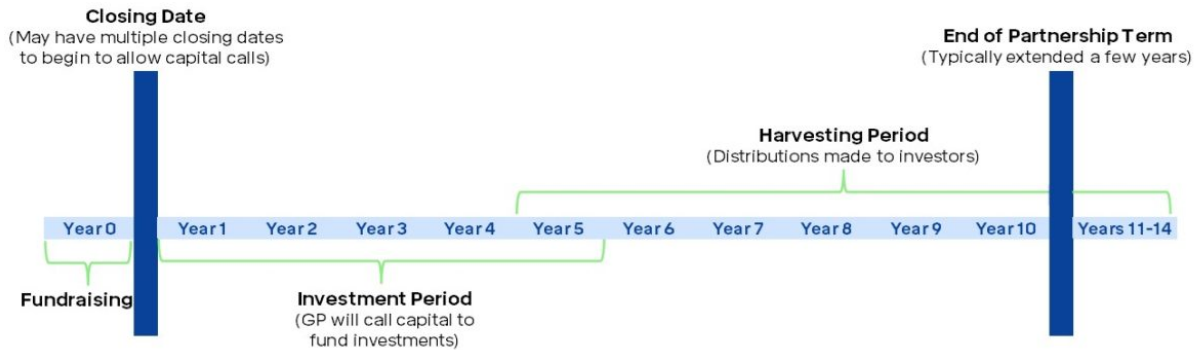 Closing Date
(May have multiple closing dates
to begin to allow capital calls)
End of Partnership Term
(Typically extended a few years)
Harvesting Period
(Distributions made to investors)
Year 0
Year 1
Year 2
Year 3
Year 4
Year 5
Year 6
Year 7
Year 8
Year 9
Year 10
Years 11-14
Fundraising
Investment Period
(GP will call capital to
fund investments)